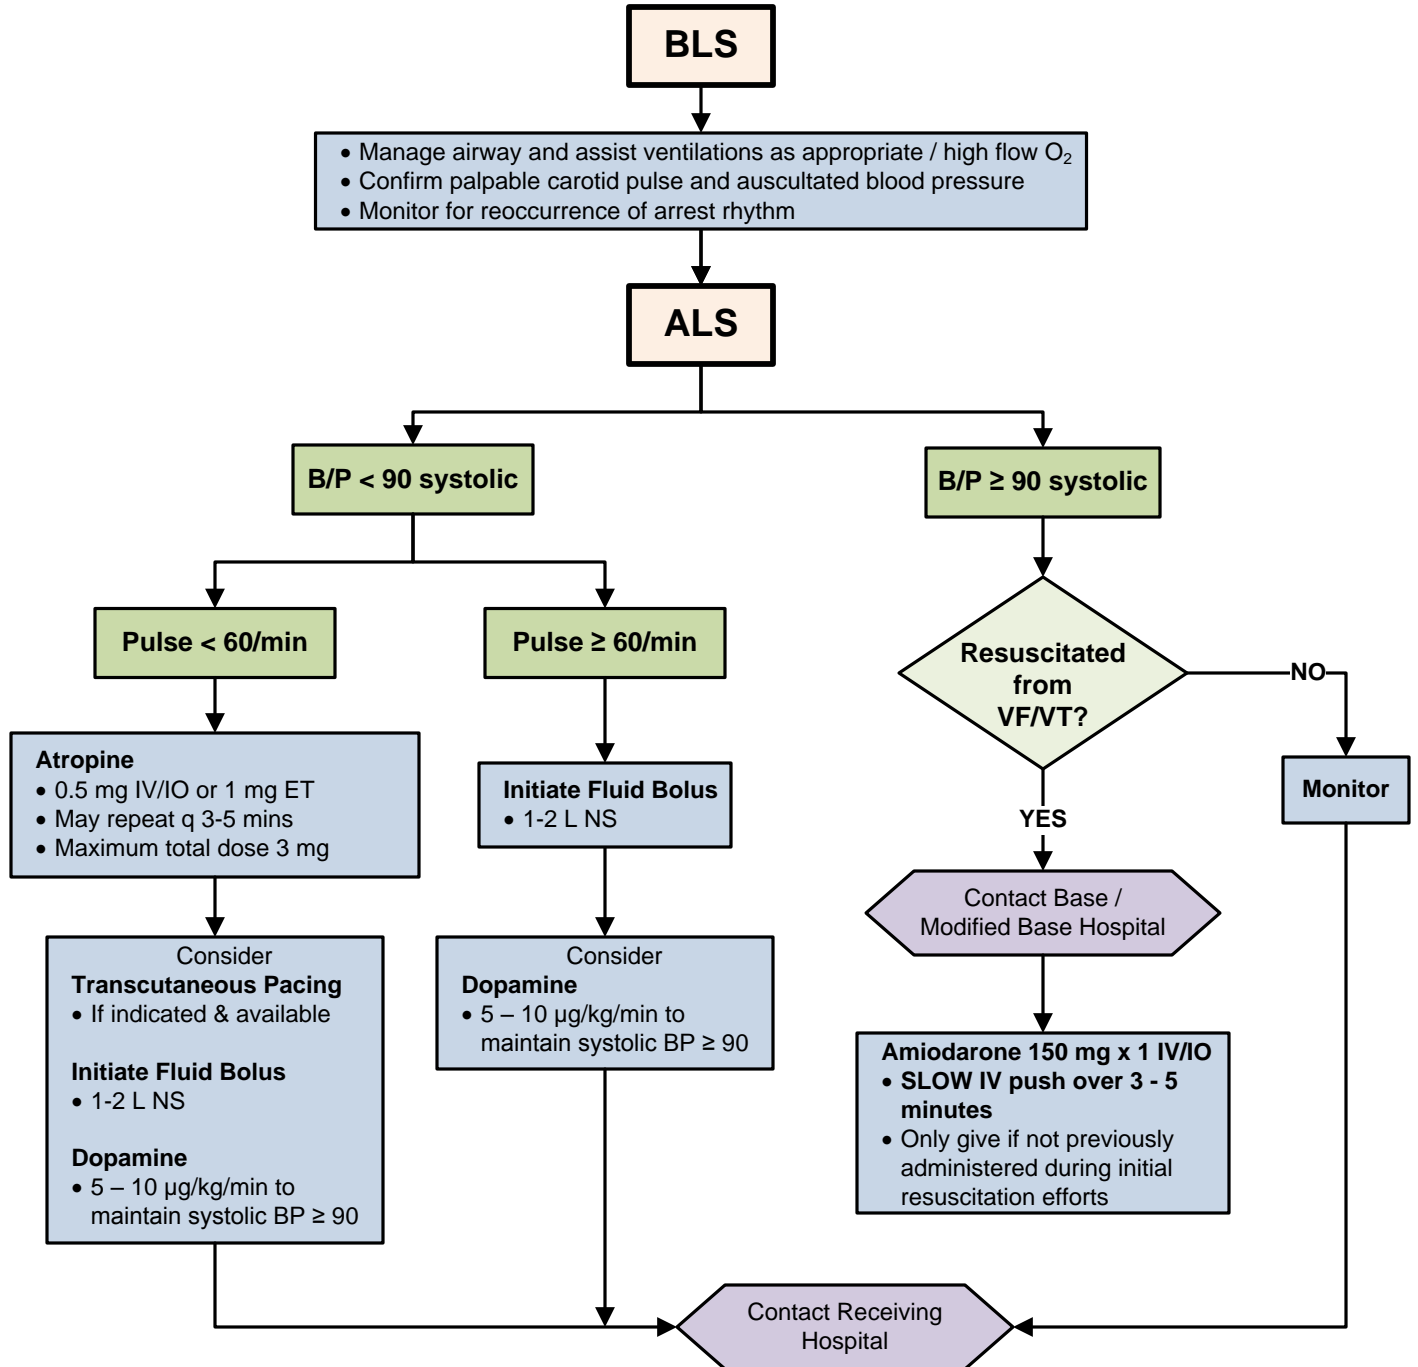 BLS
• Manage airway and assist ventilations as appropriate / high flow O₂
• Confirm palpable carotid pulse and auscultated blood pressure
• Monitor for reoccurrence of arrest rhythm
ALS
B/P < 90 systolic
B/P ≥ 90 systolic
Pulse < 60/min
Pulse ≥ 60/min
Resuscitated
from
VF/VT?
NO
YES
Atropine
• 0.5 mg IV/IO or 1 mg ET
• May repeat q 3-5 mins
• Maximum total dose 3 mg
Initiate Fluid Bolus
• 1-2 L NS
Monitor
Contact Base /
Modified Base Hospital
Consider
Transcutaneous Pacing
• If indicated & available
Initiate Fluid Bolus
• 1-2 L NS
Dopamine
• 5 – 10 µg/kg/min to
maintain systolic BP ≥ 90
Consider
Dopamine
• 5 – 10 µg/kg/min to
maintain systolic BP ≥ 90
Amiodarone 150 mg x 1 IV/IO
• SLOW IV push over 3 - 5
minutes
• Only give if not previously
administered during initial
resuscitation efforts
Contact Receiving
Hospital